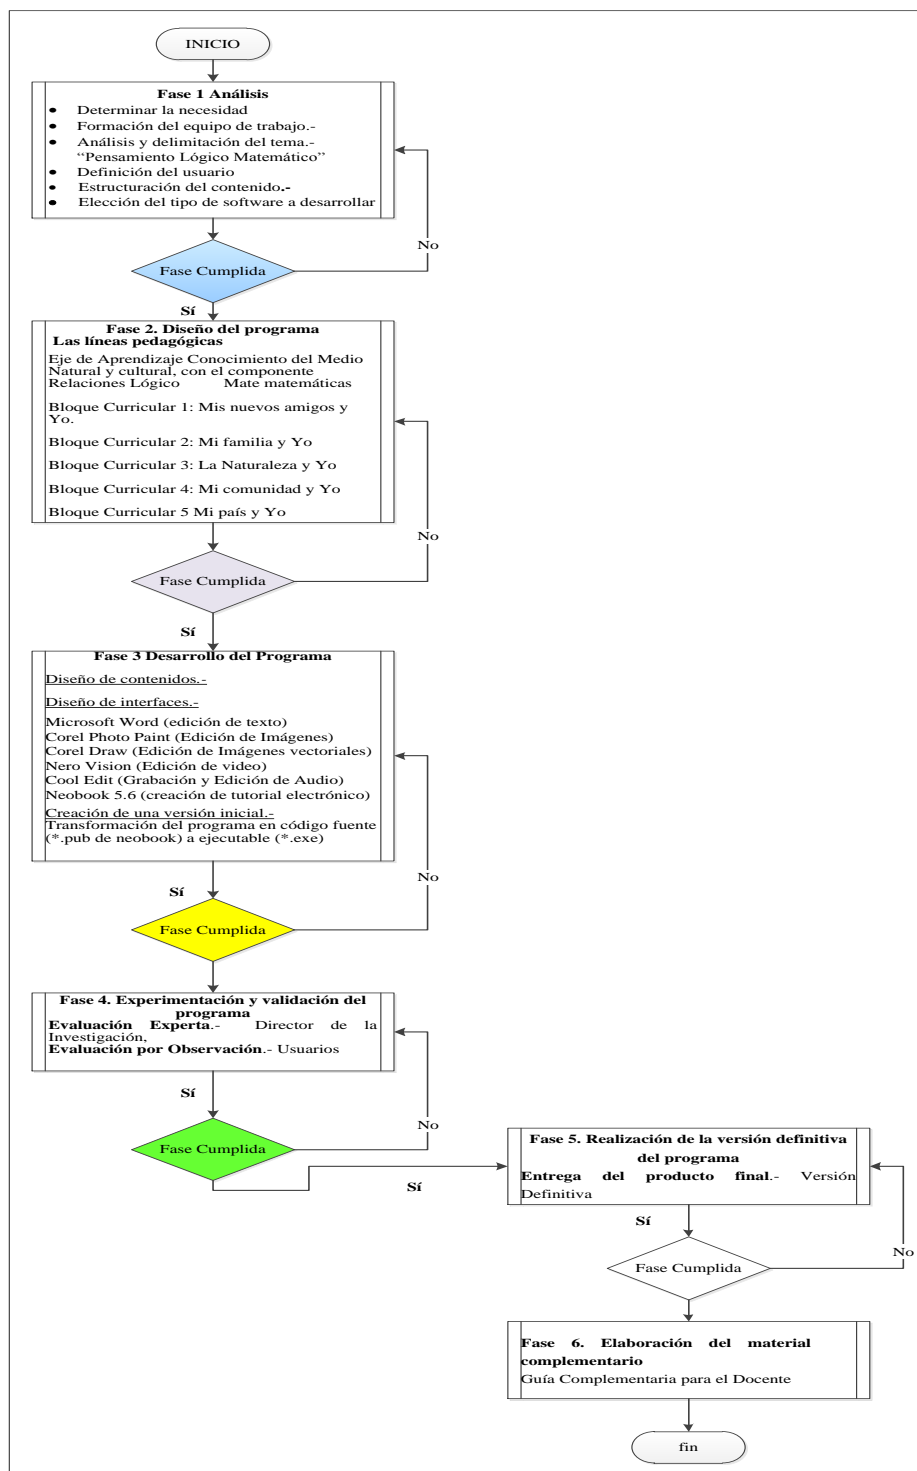 INICIO
Fase 1 Análisis
• Determinar la necesidad
• Formación del equipo de trabajo.-
• Análisis y delimitación del tema.-
“Pensamiento Lógico Matemático”
• Definición del usuario
• Estructuración del contenido.-
• Elección del tipo de software a desarrollar
No
Fase Cumplida
Sí
Fase 2. Diseño del programa
Las líneas pedagógicas
Eje de Aprendizaje Conocimiento del Medio
Natural y cultural, con el componente
Relaciones Lógico Mate matemáticas
Bloque Curricular 1: Mis nuevos amigos y
Yo.
Bloque Curricular 2: Mi familia y Yo
Bloque Curricular 3: La Naturaleza y Yo
Bloque Curricular 4: Mi comunidad y Yo
Bloque Curricular 5 Mi país y Yo
No
Fase Cumplida
Sí
Fase 3 Desarrollo del Programa
Diseño de contenidos.-
Diseño de interfaces.-
Microsoft Word (edición de texto)
Corel Photo Paint (Edición de Imágenes)
Corel Draw (Edición de Imágenes vectoriales)
Nero Vision (Edición de video)
Cool Edit (Grabación y Edición de Audio)
Neobook 5.6 (creación de tutorial electrónico)
Creación de una versión inicial.-
Transformación del programa en código fuente
(*.pub de neobook) a ejecutable (*.exe)
No
Sí
Fase Cumplida
Fase 4. Experimentación y validación del
programa
Evaluación Experta.- Director de la
Investigación,
Evaluación por Observación.- Usuarios
Sí
No
Fase Cumplida
Sí
Fase 5. Realización de la versión definitiva
del programa
Entrega del producto final.- Versión
Definitiva
Sí
No
Fase Cumplida
Fase 6. Elaboración del material
complementario
Guía Complementaria para el Docente
fin